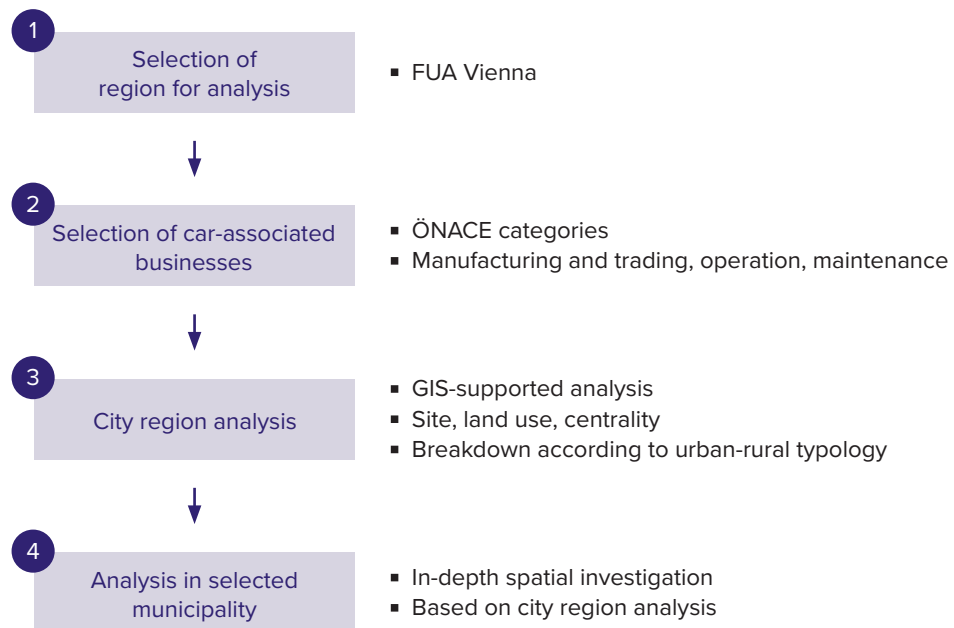 1
Selection of
region for analysis
▪ FUA Vienna
2
Selection of car-associated
businesses
▪ ÖNACE categories
▪ Manufacturing and trading, operation, maintenance
3
City region analysis
▪ GIS-supported analysis
▪ Site, land use, centrality
▪ Breakdown according to urban-rural typology
4
Analysis in selected
municipality
▪ In-depth spatial investigation
▪ Based on city region analysis